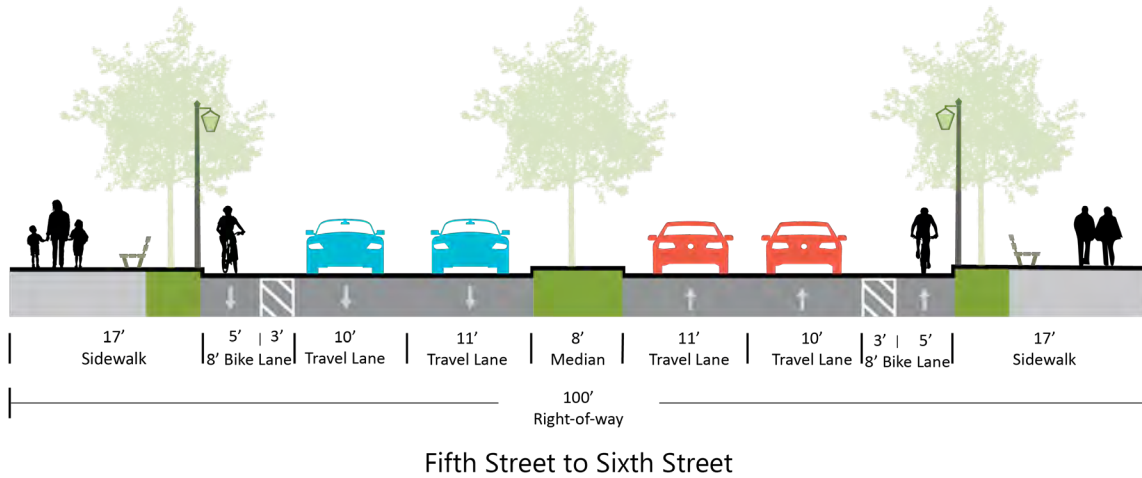 17’
Sidewalk
5’ | 3’
8’ Bike Lane
10’
Travel Lane
11’
Travel Lane
8’
Median
11’
Travel Lane
10’
Travel Lane
3’ | 5’
8’ Bike Lane
17’
Sidewalk
100’
Right-of-way
Fifth Street to Sixth Street